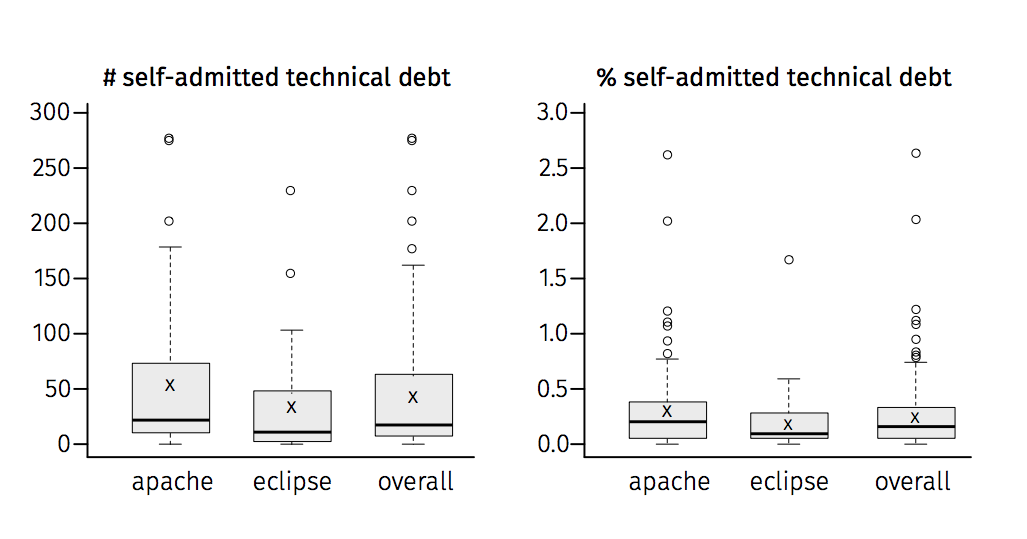 # self-admitted technical debt
300
250
200
150
100
50
0
x
x
x
apache
eclipse
overall
% self-admitted technical debt
3.0
2.5
2.0
1.5
1.0
0.5
0.0
x
x
x
apache
eclipse
overall